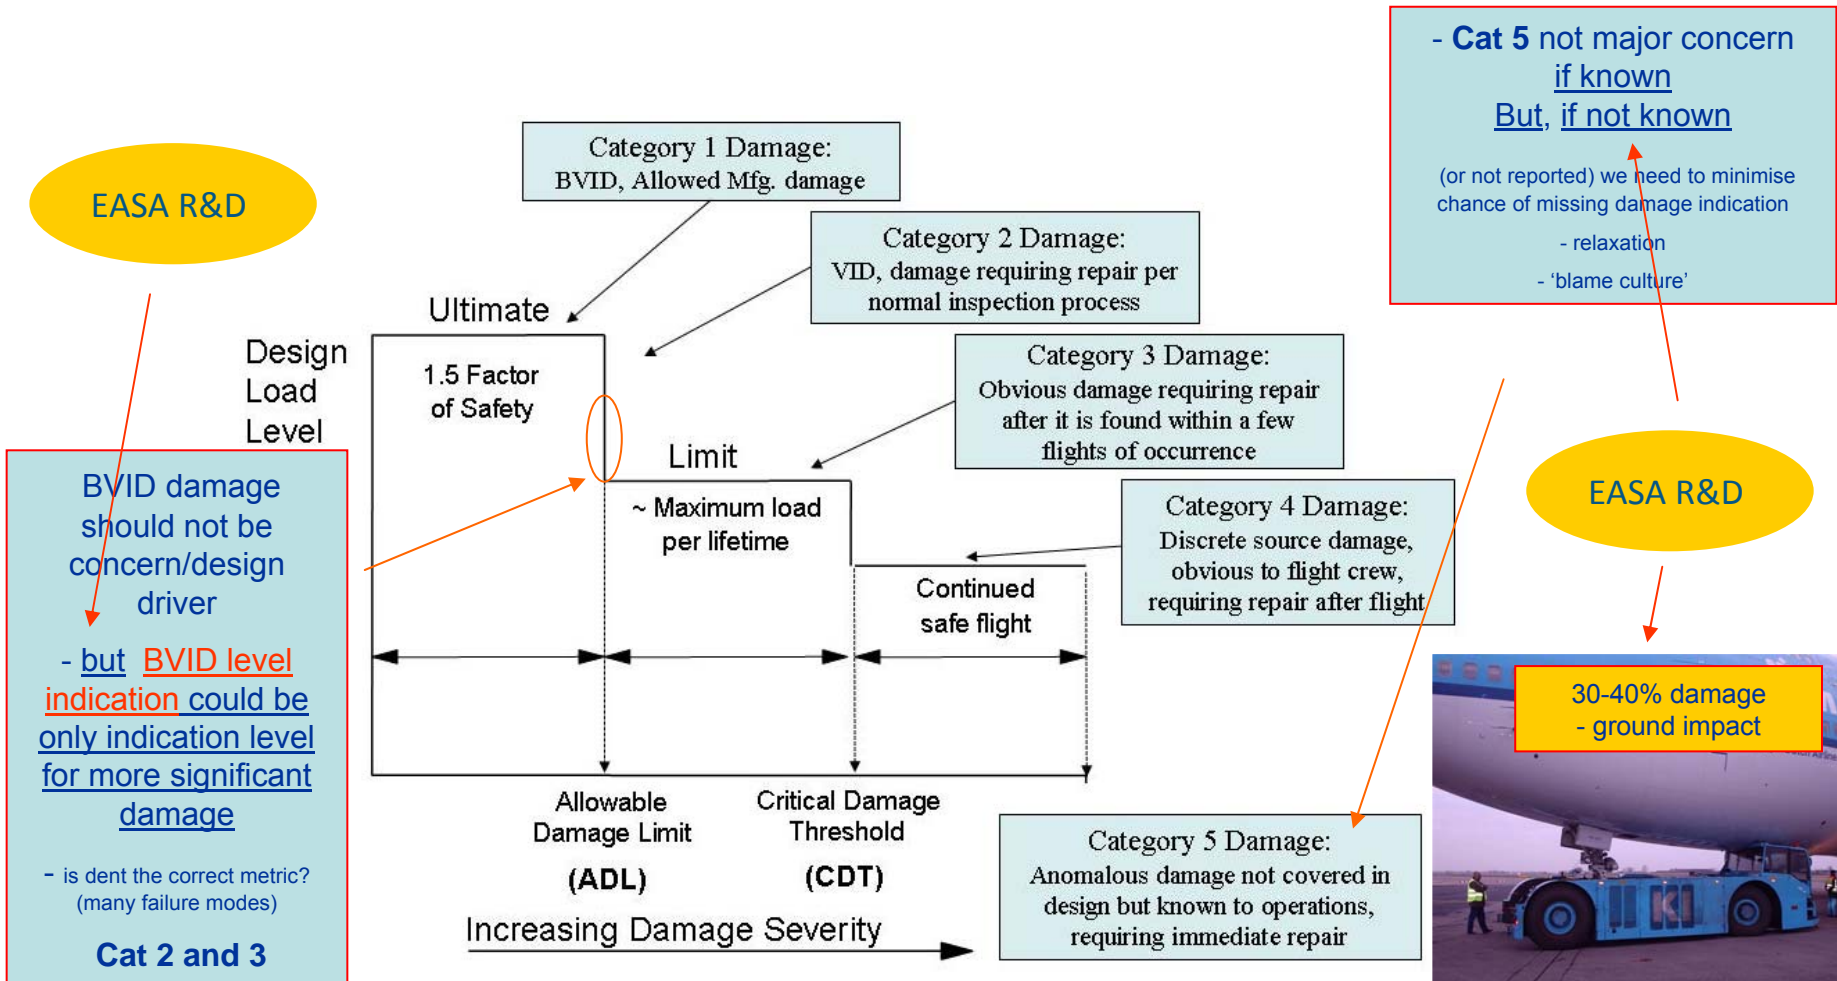 EASA R&D
- Cat 5 not major concern
if known
But, if not known
(or not reported) we need to minimise
chance of missing damage indication
- relaxation
- ‘blame culture’
Category 1 Damage:
BVID, Allowed Mfg. damage
Category 2 Damage:
VID, damage requiring repair per
normal inspection process
Category 3 Damage:
Obvious damage requiring repair
after it is found within a few
flights of occurrence
Category 4 Damage:
Discrete source damage,
obvious to flight crew,
requiring repair after flight
Ultimate
Design
Load
Level
1.5 Factor
of Safety
Limit
~ Maximum load
per lifetime
Continued
safe flight
BVID damage
should not be
concern/design
driver
- but BVID level
indication could be
only indication level
for more significant
damage
- is dent the correct metric?
(many failure modes)
Cat 2 and 3
EASA R&D
30-40% damage
- ground impact
Allowable
Damage Limit
(ADL)
Critical Damage
Threshold
(CDT)
Increasing Damage Severity
Category 5 Damage:
Anomalous damage not covered in
design but known to operations,
requiring immediate repair